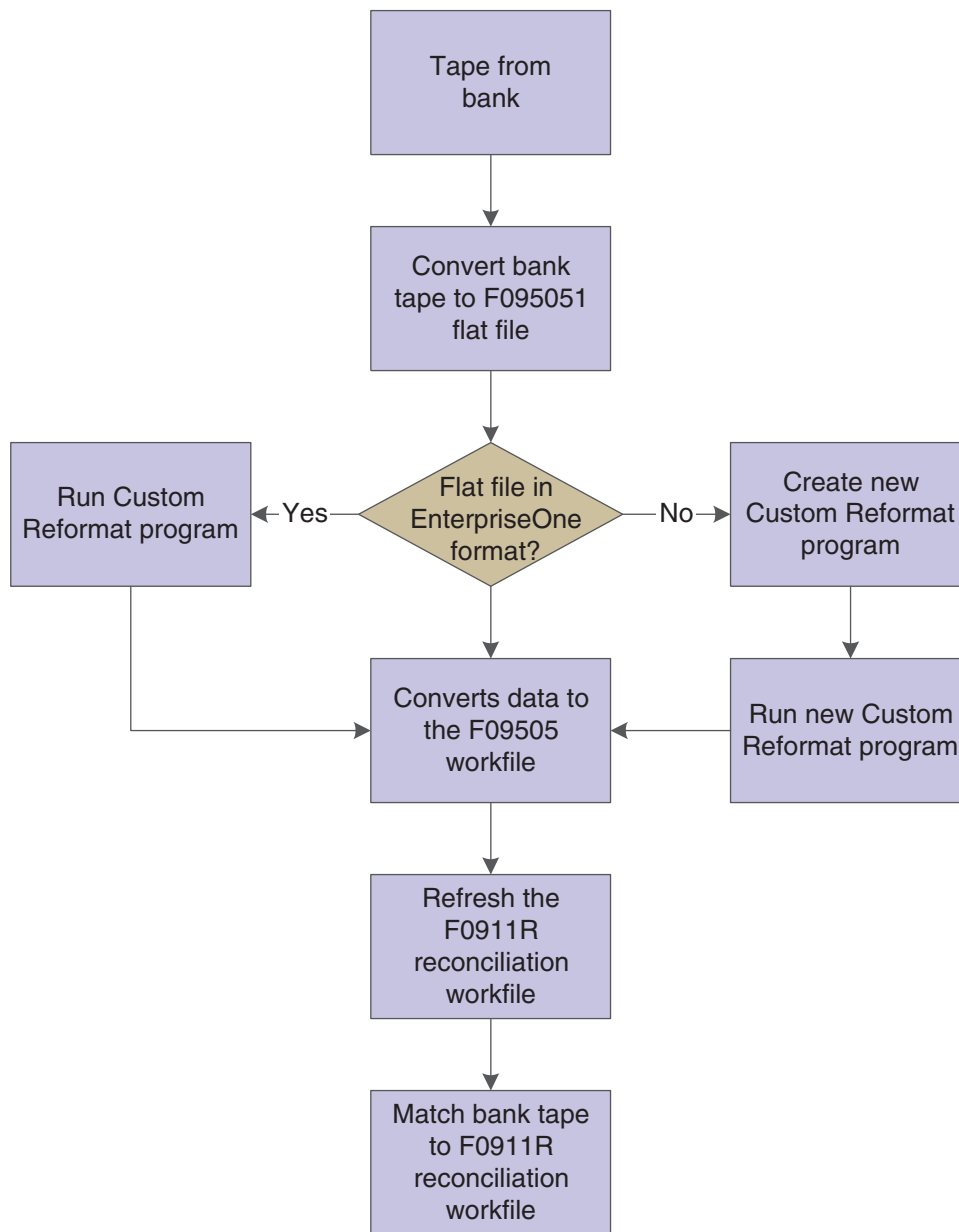 Tape from
bank
Convert bank
tape to F095051
flat file
Run Custom
Reformat program
Yes
Flat file in
EnterpriseOne
format?
No
Create new
Custom Reformat
program
Converts data to
the F09505
workfile
Run new Custom
Reformat program
Refresh the
F0911R
reconciliation
workfile
Match bank tape
to F0911R
reconciliation
workfile